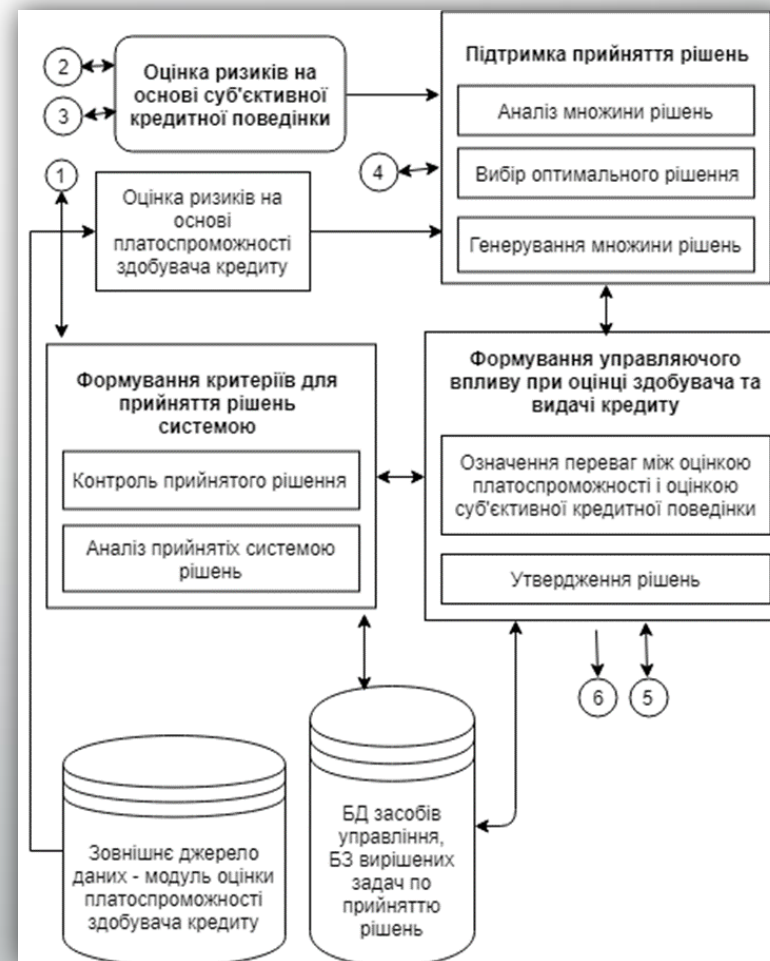 2
3
Оцінка ризиків на
основі суб'єктивної
кредитної поведінки
Підтримка прийняття рішень
Аналіз множини рішень
Вибір оптимального рішення
Генерування множини рішень
4
1
Оцінка ризиків на
основі
платоспроможності
здобувача кредиту
Формування критеріїв для
прийняття рішень
системою
Контроль прийнятого рішення
Аналіз прийнятіх системою
рішень
Формування управляючого
впливу при оцінці здобувача та
видачі кредиту
Означення переваг між оцінкою
платоспроможності і оцінкою
суб'єктивної кредитної поведінки
Утвердження рішень
6
5
Зовнішнє джерело
даних - модуль оцінки
платоспроможності
здобувача кредиту
БД засобів
управління,
БЗ вирішених
задач по
прийняттю
рішень